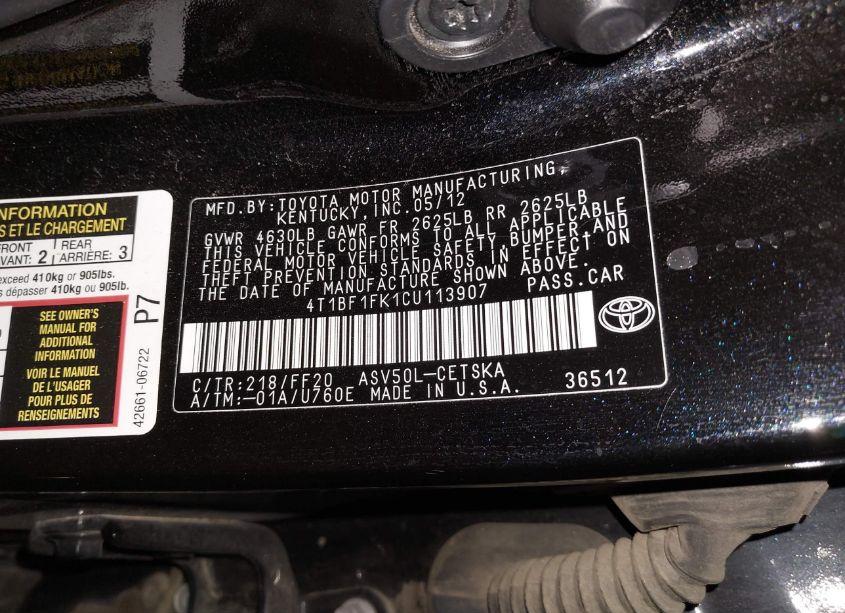 INFORMATION
S ET LE CHARGEMENT
FRONT
AVANT: 2
REAR
ARRIÈRE: 3
exceed 410kg or 905lbs.
dépasser 410kg ou 905lb.
SEE OWNER'S
MANUAL FOR
ADDITIONAL
INFORMATION
VOIR LE MANUEL
DE L'USAGER
POUR PLUS DE
RENSEIGNEMENTS
42661-06722
P7
MFD.BY:TOYOTA MOTOR MANUFACTURING,
KENTUCKY,INC.05/12
GVWR 4630LB GAWR FR 2625LB RR 2625LB
THIS VEHICLE CONFORMS TO ALL APPLICABLE
FEDERAL MOTOR VEHICLE SAFETY,BUMPER,AND
THEFT PREVENTION STANDARDS IN EFFECT ON
THE DATE OF MANUFACTURE SHOWN ABOVE.
4T1BF1FK1CU113907 PASS.CAR
C/TR:218/FF20 ASV50L-CETSKA
A/TM:-01A/U760E MADE IN U.S.A. 36512